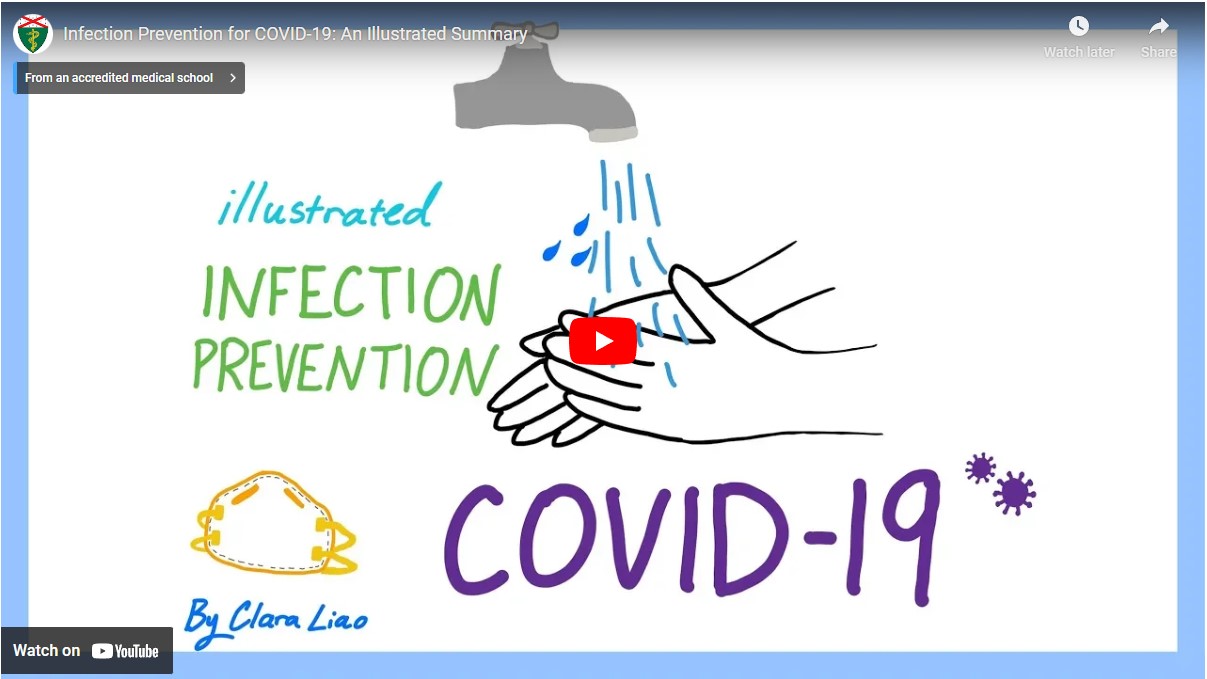 Infection Prevention for COVID-19: An Illustrated Summary
Watch later
Share
From an accredited medical school
illustrated
INFECTION
PREVENTION
COVID-19
By Clara Liao
Watch on YouTube